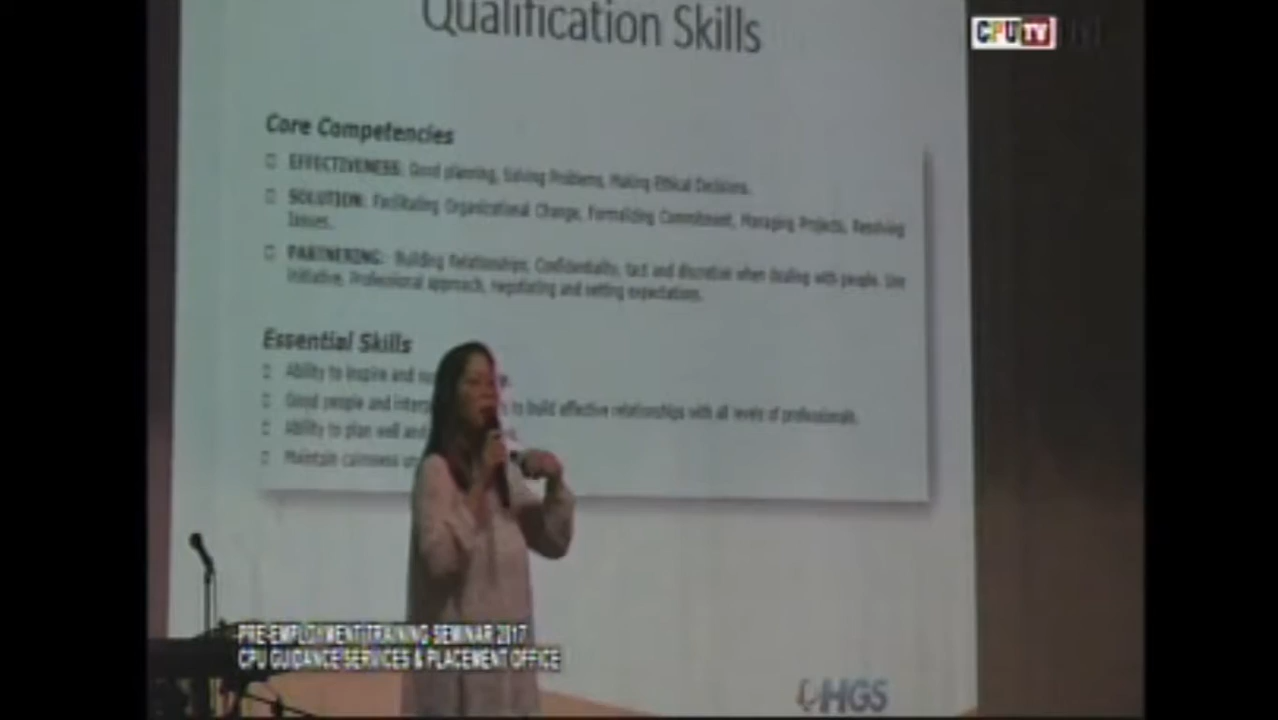 Qualification Skills
CPU TV
Core Competencies
EFFECTIVENESS: Good planning, Solving Problems, Making Ethical Decisions.
SOLUTION: Facilitating Organizational Change, Formalizing Commitment, Managing Projects, Resolving
Issues.
PARTNERING: Building Relationships, Confidentiality, tact and discretion when dealing with people. Use
initiative, Professional approach, negotiating and setting expectations.
Essential Skills
Ability to inspire and
Good people and to build effective relationships with all levels of professionals.
Ability to plan well and
Maintain calmness
PRE-EMPLOYMENT TRAINING SEMINAR 2017
CPU GUIDANCE SERVICES & PLACEMENT OFFICE
HGS